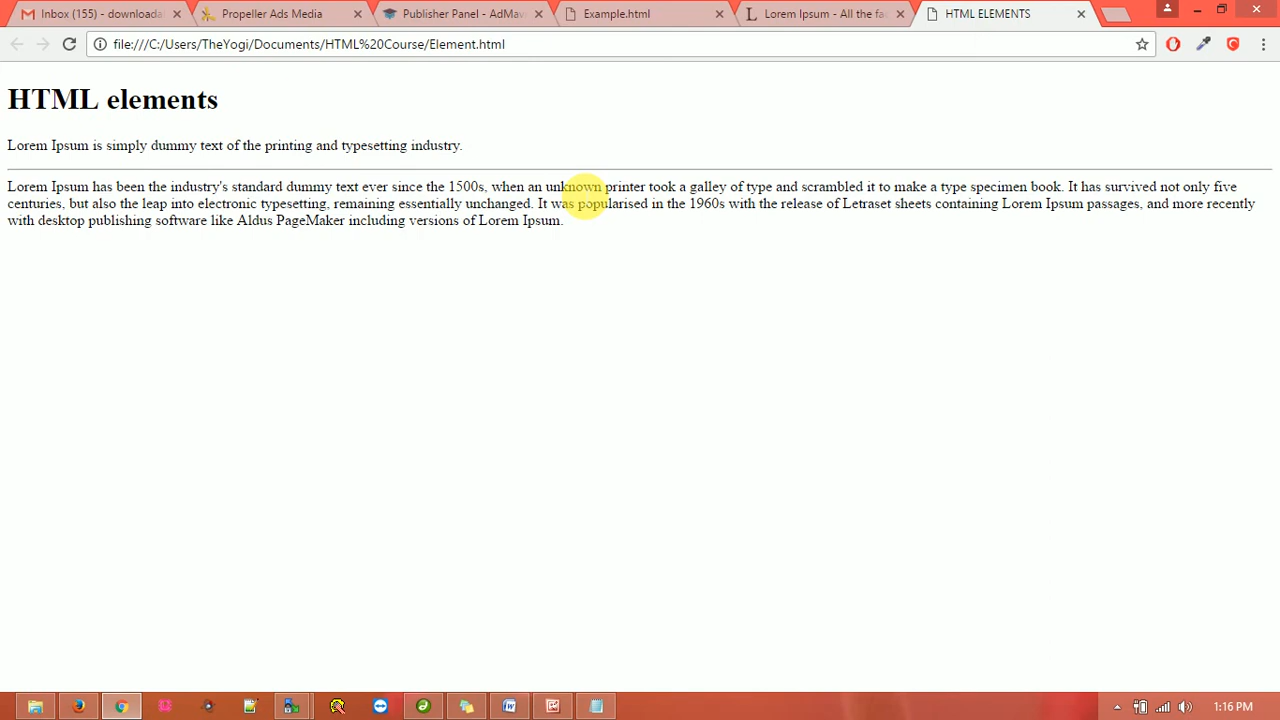 Inbox (155) - downloada
Propeller Ads Media
Publisher Panel - AdMav
Example.html
Lorem Ipsum - All the fac
HTML ELEMENTS
file:///C:/Users/TheYogi/Documents/HTML%20Course/Element.html
HTML elements
Lorem Ipsum is simply dummy text of the printing and typesetting industry.
Lorem Ipsum has been the industry's standard dummy text ever since the 1500s, when an unknown printer took a galley of type and scrambled it to make a type specimen book. It has survived not only five
centuries, but also the leap into electronic typesetting, remaining essentially unchanged. It was popularised in the 1960s with the release of Letraset sheets containing Lorem Ipsum passages, and more recently
with desktop publishing software like Aldus PageMaker including versions of Lorem Ipsum.
1:16 PM